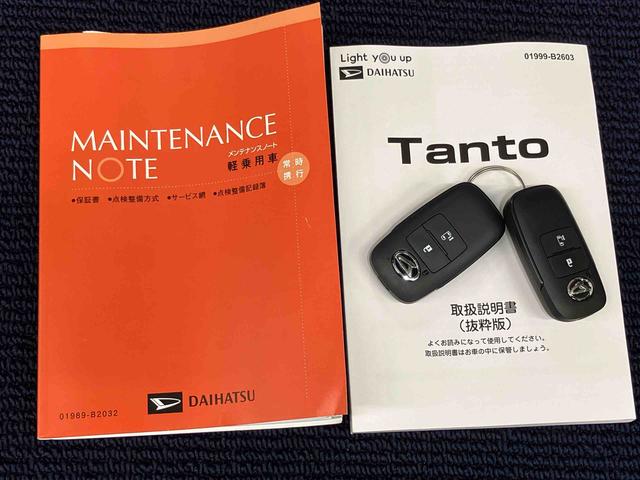 MAINTENANCE
NOTE
メンテナンスノート
軽乗用車
常時
携行
●保証書 ●点検整備方式 ●サービス網 ●点検整備記録簿
DAIHATSU
01989-B2032
Light you up
DAIHATSU
01999-B2603
Tanto
取扱説明書
(抜粋版)
よくお読みになって使用してください。
取扱説明書はお車の中に保管しましょう。